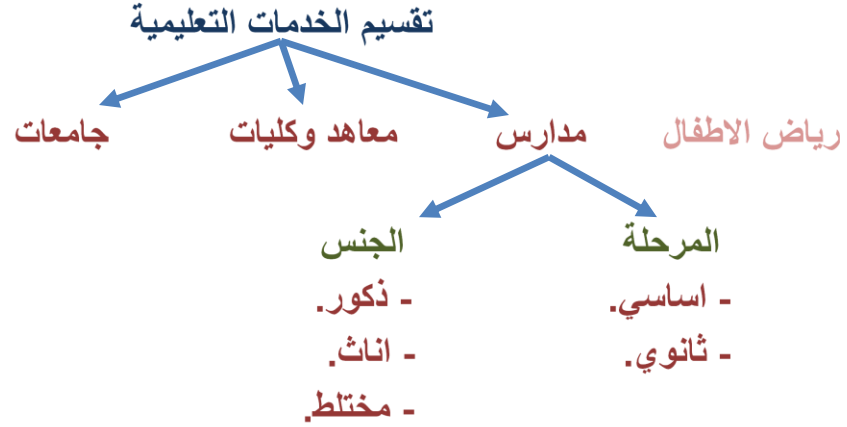 تقسيم الخدمات التعليمية
رياض الاطفال مدارس معاهد وكليات جامعات
المرحلة الجنس
- اساسي. - ذكور.
- ثانوي. - اناث.
- مختلط.